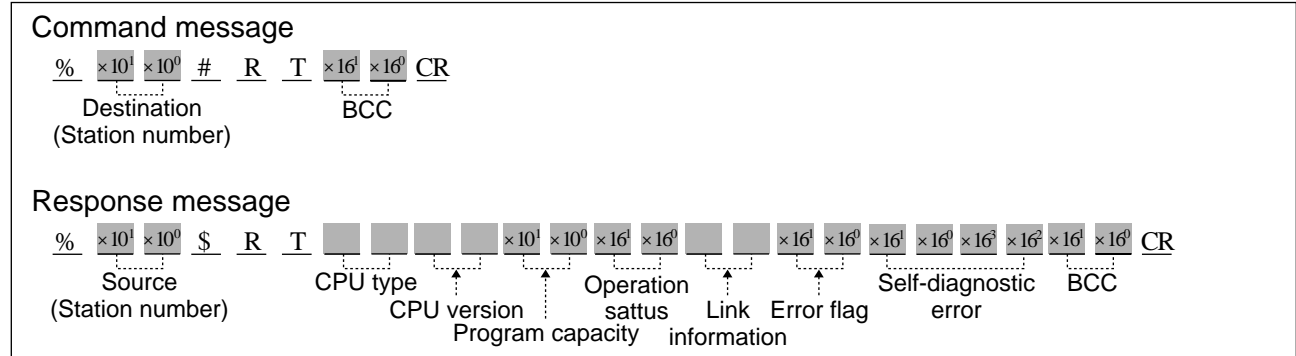 Command message
% ×10¹ ×10⁰ # R T ×16¹ ×16⁰ CR
Destination (Station number) BCC
Response message
% ×10¹ ×10⁰ $ R T ×10¹ ×10⁰ ×16¹ ×16⁰ ×16¹ ×16⁰ ×16¹ ×16⁰ ×16³ ×16² ×16¹ ×16⁰ CR
Source (Station number) CPU type CPU version Program capacity Operation sattus Link information Error flag Self-diagnostic error BCC